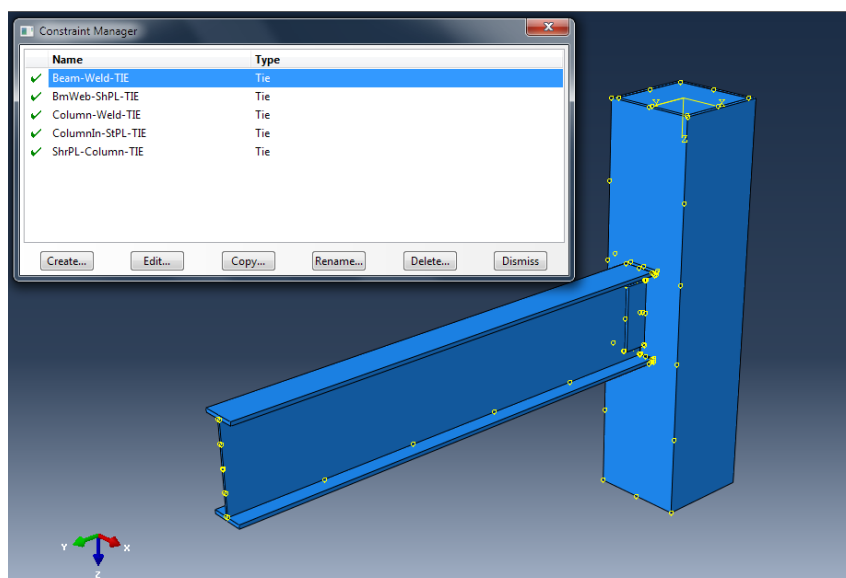 Constraint Manager
Name Type
Beam-Weld-TIE Tie
BmWeb-ShPL-TIE Tie
Column-Weld-TIE Tie
ColumnIn-StPL-TIE Tie
ShrPL-Column-TIE Tie
Create... Edit... Copy... Rename... Delete... Dismiss
Y X
Z
Y X
Z